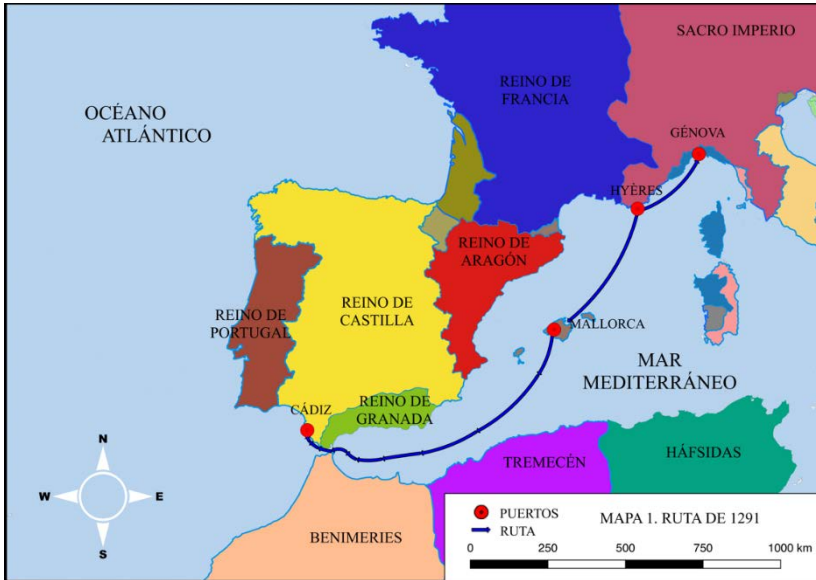 SACRO IMPERIO
REINO DE
FRANCIA
OCÉANO
ATLÁNTICO
GÉNOVA
HYÈRES
REINO DE
ARAGÓN
REINO DE
PORTUGAL
REINO DE
CASTILLA
MALLORCA
MAR
MEDITERRÁNEO
REINO DE
GRANADA
CÁDIZ
N
W
E
S
TREMECÉN
HÁFSIDAS
BENIMERIES
PUERTOS
RUTA
MAPA 1. RUTA DE 1291
0 250 500 750 1000 km